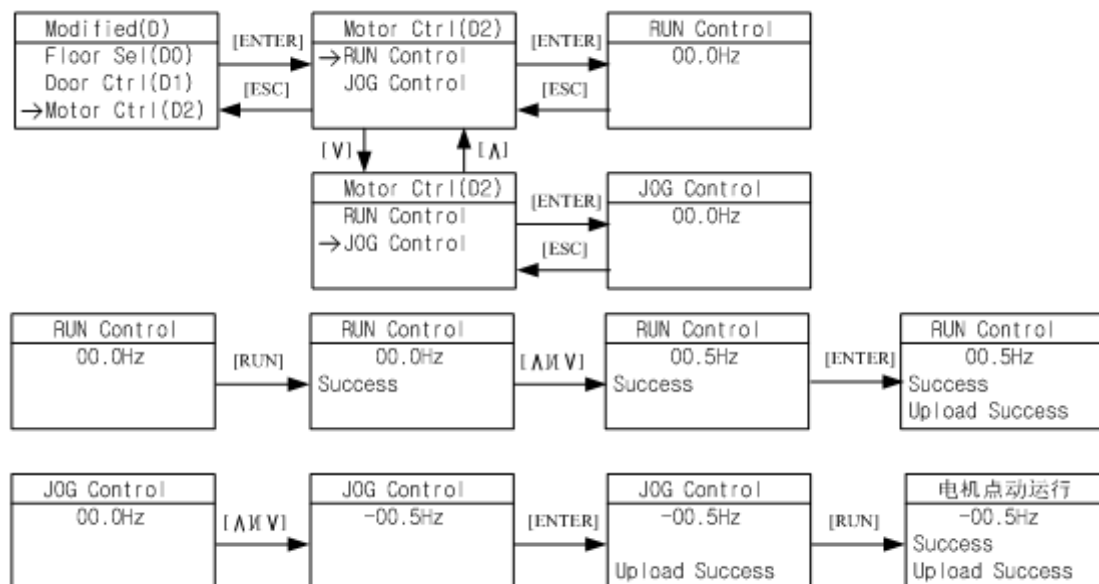 Modified(D)
Floor Sel(D0)
Door Ctrl(D1)
→Motor Ctrl(D2)
[ENTER]
[ESC]
Motor Ctrl(D2)
→RUN Control
JOG Control
[ENTER]
[ESC]
RUN Control
00.0Hz
[∨]
[∧]
Motor Ctrl(D2)
RUN Control
→JOG Control
[ENTER]
[ESC]
JOG Control
00.0Hz
RUN Control
00.0Hz
[RUN]
RUN Control
00.0Hz
Success
[∧][∨]
RUN Control
00.5Hz
Success
[ENTER]
RUN Control
00.5Hz
Success
Upload Success
JOG Control
00.0Hz
[∧][∨]
JOG Control
-00.5Hz
[ENTER]
JOG Control
-00.5Hz
Upload Success
[RUN]
电机点动运行
-00.5Hz
Success
Upload Success